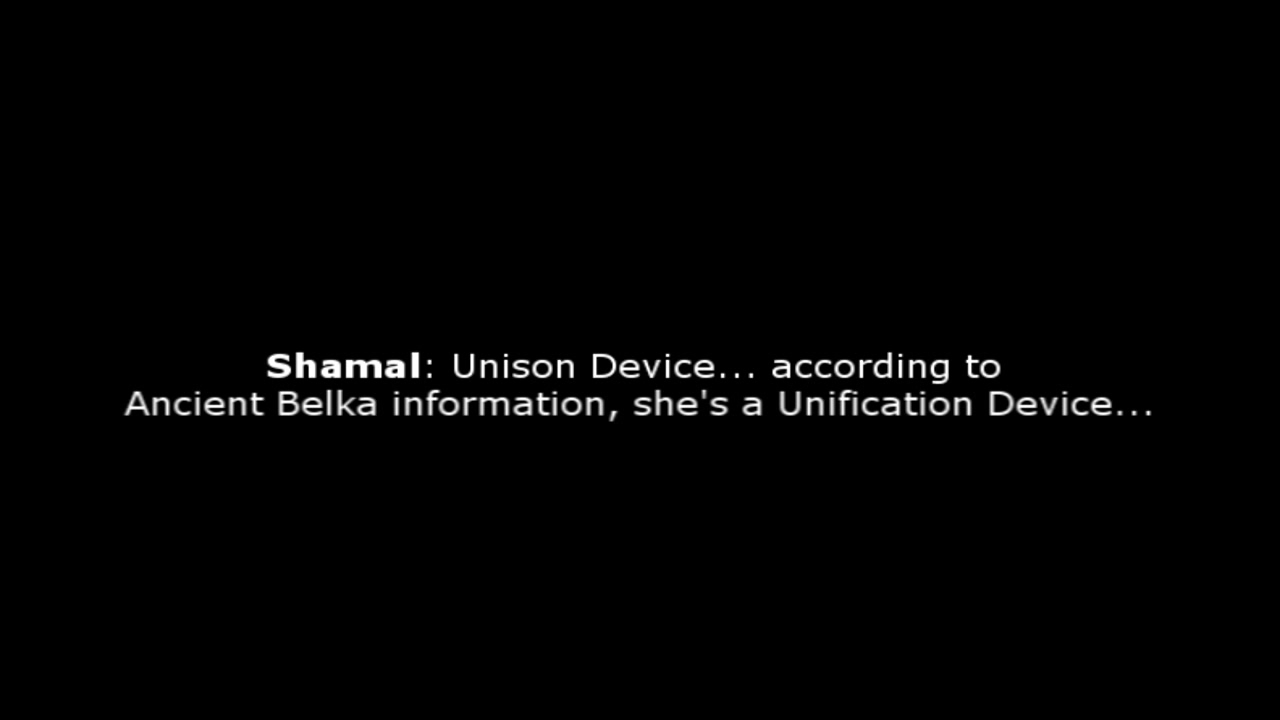 Shamal: Unison Device... according to
Ancient Belka information, she's a Unification Device...